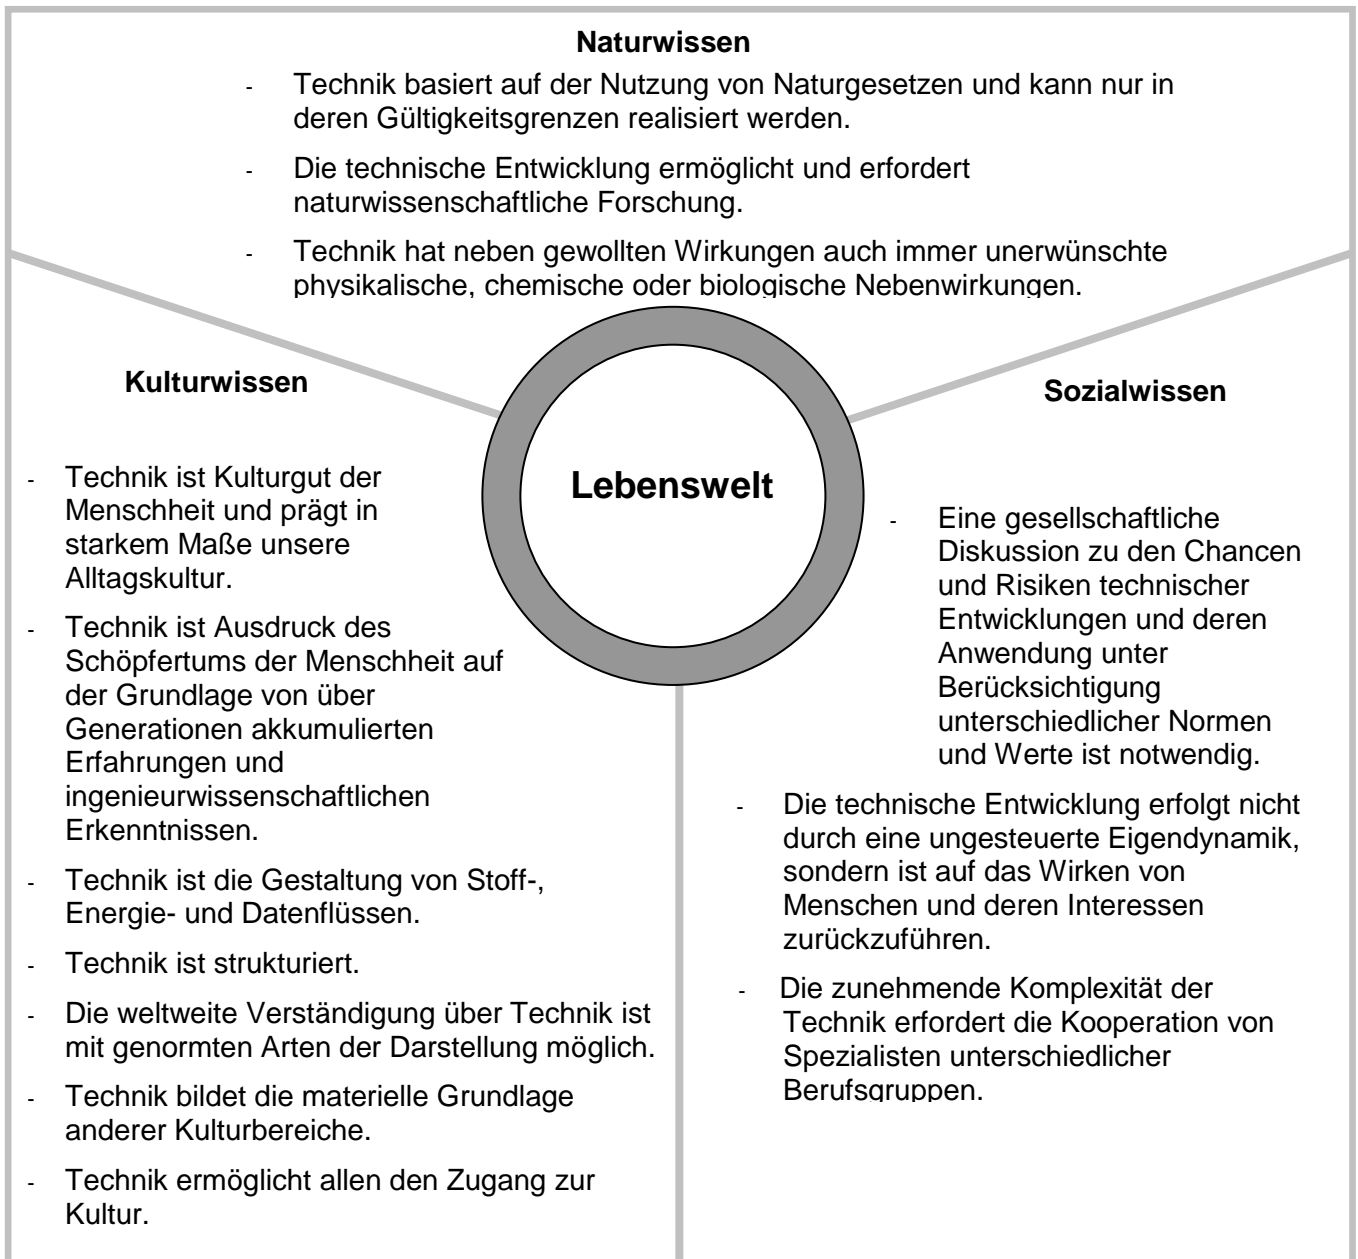 Naturwissen
- Technik basiert auf der Nutzung von Naturgesetzen und kann nur in
deren Gültigkeitsgrenzen realisiert werden.
- Die technische Entwicklung ermöglicht und erfordert
naturwissenschaftliche Forschung.
- Technik hat neben gewollten Wirkungen auch immer unerwünschte
physikalische, chemische oder biologische Nebenwirkungen.
Kulturwissen
- Technik ist Kulturgut der
Menschheit und prägt in
starkem Maße unsere
Alltagskultur.
- Technik ist Ausdruck des
Schöpfertums der Menschheit auf
der Grundlage von über
Generationen akkumulierten
Erfahrungen und
ingenieurwissenschaftlichen
Erkenntnissen.
- Technik ist die Gestaltung von Stoff-,
Energie- und Datenflüssen.
- Technik ist strukturiert.
- Die weltweite Verständigung über Technik ist
mit genormten Arten der Darstellung möglich.
- Technik bildet die materielle Grundlage
anderer Kulturbereiche.
- Technik ermöglicht allen den Zugang zur
Kultur.
Lebenswelt
Sozialwissen
- Eine gesellschaftliche
Diskussion zu den Chancen
und Risiken technischer
Entwicklungen und deren
Anwendung unter
Berücksichtigung
unterschiedlicher Normen
und Werte ist notwendig.
- Die technische Entwicklung erfolgt nicht
durch eine ungesteuerte Eigendynamik,
sondern ist auf das Wirken von
Menschen und deren Interessen
zurückzuführen.
- Die zunehmende Komplexität der
Technik erfordert die Kooperation von
Spezialisten unterschiedlicher
Berufsgruppen.